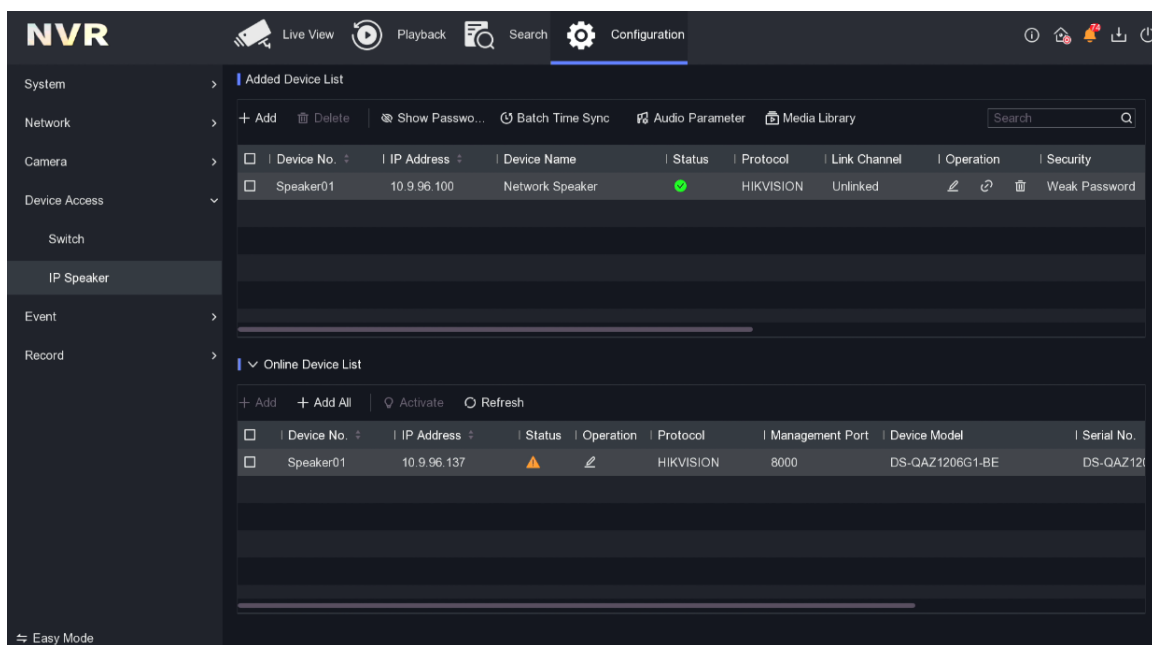 NVR Live View Playback Search Configuration 74
System
Network
Camera
Device Access
Switch
IP Speaker
Event
Record
Easy Mode
Added Device List
+ Add Delete Show Passwo... Batch Time Sync Audio Parameter Media Library Search
Device No. IP Address Device Name Status Protocol Link Channel Operation Security
Speaker01 10.9.96.100 Network Speaker HIKVISION Unlinked Weak Password
Online Device List
+ Add + Add All Activate Refresh
Device No. IP Address Status Operation Protocol Management Port Device Model Serial No.
Speaker01 10.9.96.137 HIKVISION 8000 DS-QAZ1206G1-BE DS-QAZ120